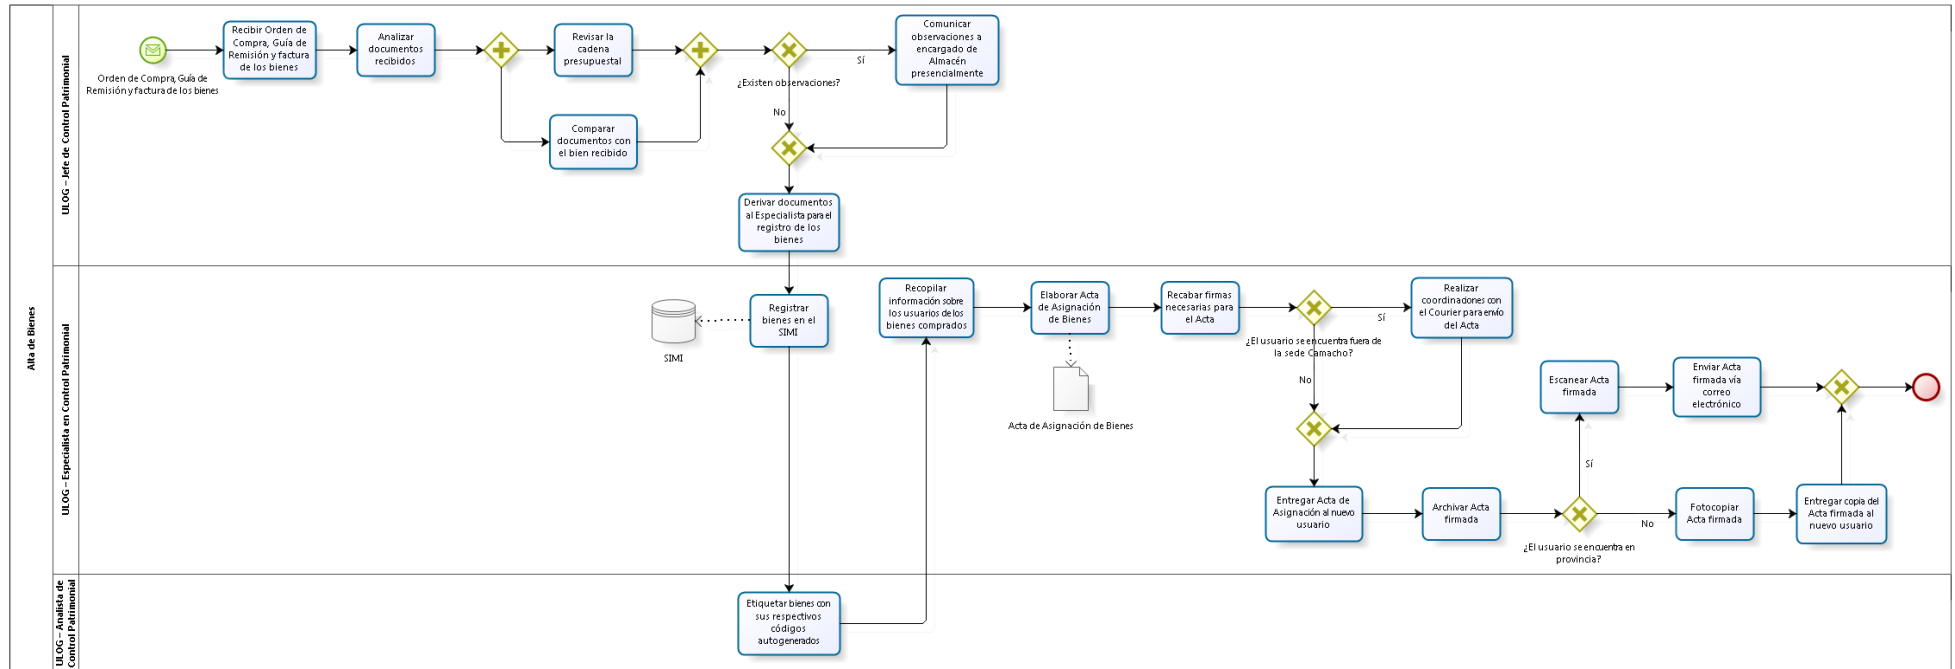 Alta de Bienes
ULOG – Jefe de Control Patrimonial
Orden de Compra, Guía de
Remisión y factura de los bienes
Recibir Orden de
Compra, Guía de
Remisión y factura
de los bienes
Analizar
documentos
recibidos
Revisar la
cadena
presupuestal
Comparar
documentos con
el bien recibido
¿Existen observaciones?
Sí
No
Comunicar
observaciones a
encargado de
Almacén
presencialmente
Derivar documentos
al Especialista para el
registro de los
bienes
ULOG – Especialista en Control Patrimonial
Registrar
bienes en el
SIMI
SIMI
Recopilar
información sobre
los usuarios de los
bienes comprados
Elaborar Acta
de Asignación
de Bienes
Acta de Asignación de Bienes
Recabar firmas
necesarias para
el Acta
¿El usuario se encuentra fuera de
la sede Camacho?
Sí
No
Realizar
coordinaciones con
el Courier para envío
del Acta
Entregar Acta de
Asignación al nuevo
usuario
Archivar Acta
firmada
¿El usuario se encuentra en
provincia?
Sí
No
Escanear Acta
firmada
Enviar Acta
firmada vía
correo
electrónico
Fotocopiar
Acta firmada
Entregar copia del
Acta firmada al
nuevo usuario
ULOG – Analista de
Control Patrimonial
Etiquetar bienes con
sus respectivos
códigos
autogenerados